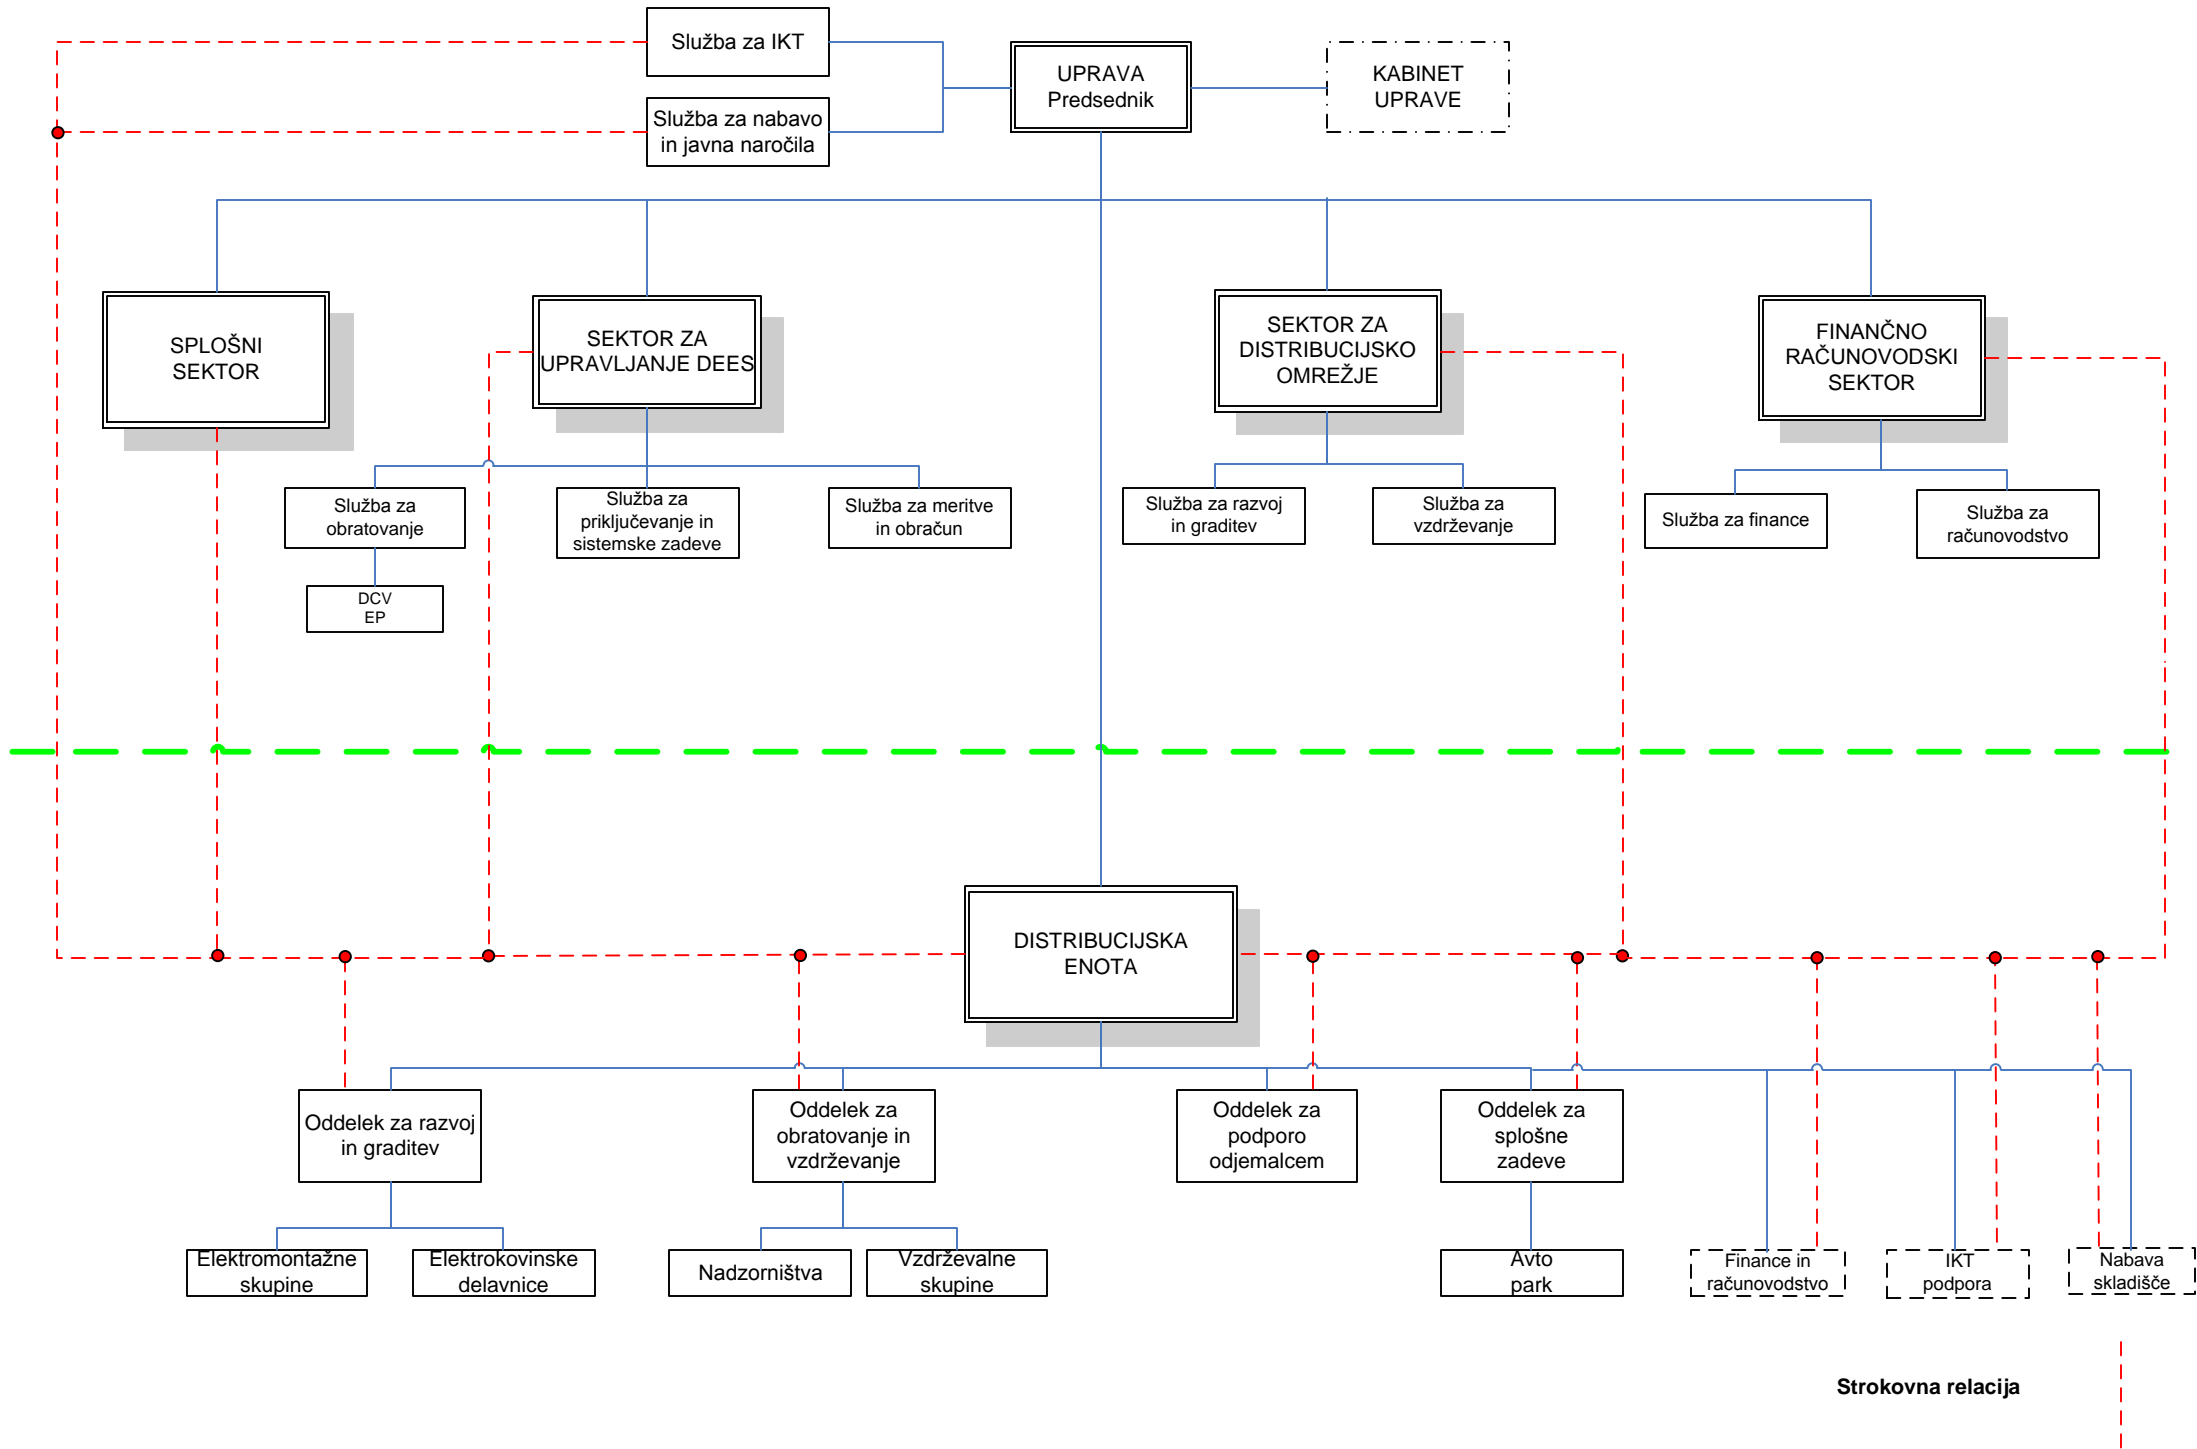 Služba za IKT
UPRAVA
Predsednik
KABINET
UPRAVE
Služba za nabavo
in javna naročila
SPLOŠNI
SEKTOR
SEKTOR ZA
UPRAVLJANJE DEES
SEKTOR ZA
DISTRIBUCIJSKO
OMREŽJE
FINANČNO
RAČUNOVODSKI
SEKTOR
Služba za
obratovanje
Služba za
priključevanje in
sistemske zadeve
Služba za meritve
in obračun
Služba za razvoj
in graditev
Služba za
vzdrževanje
Služba za finance
Služba za
računovodstvo
DCV
EP
DISTRIBUCIJSKA
ENOTA
Oddelek za razvoj
in graditev
Oddelek za
obratovanje in
vzdrževanje
Oddelek za
podporo
odjemalcem
Oddelek za
splošne
zadeve
Elektromontažne
skupine
Elektrokovinske
delavnice
Nadzorništva
Vzdrževalne
skupine
Avto
park
Finance in
računovodstvo
IKT
podpora
Nabava
skladišče
Strokovna relacija